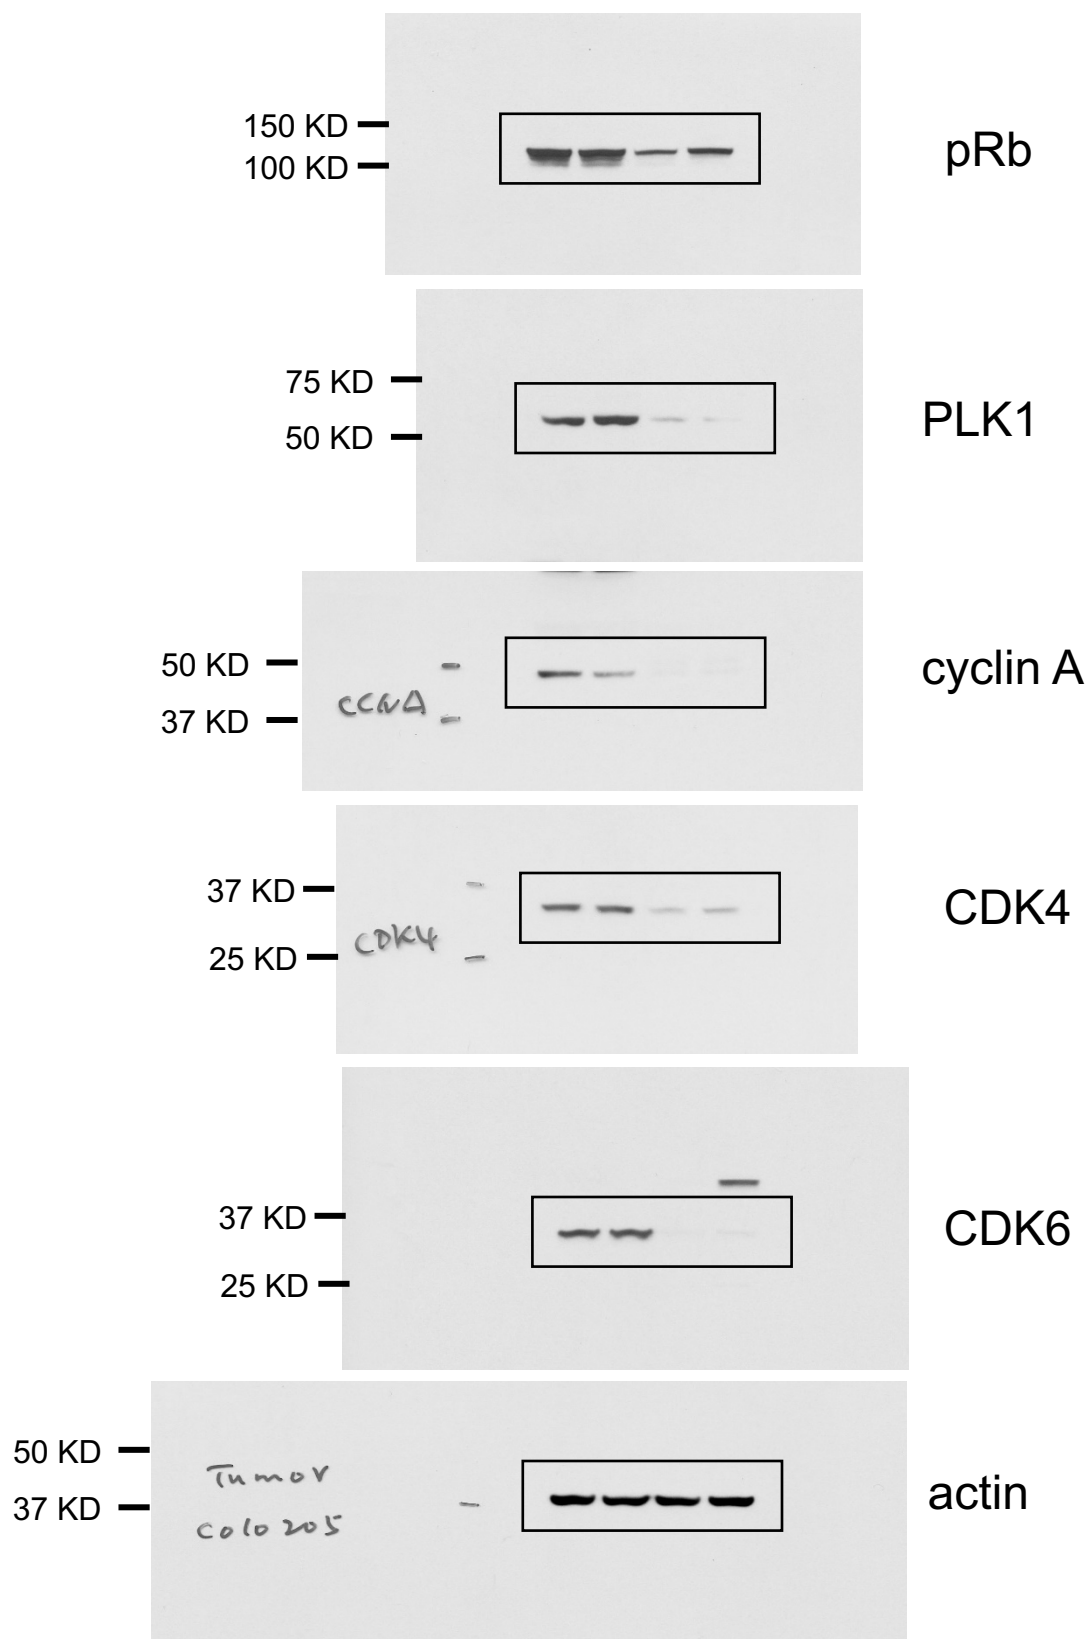 150 KD
100 KD
pRb
75 KD
50 KD
PLK1
50 KD
37 KD
CCNA
cyclin A
37 KD
25 KD
CDK4
CDK4
37 KD
25 KD
CDK6
50 KD
37 KD
Tumor
Colo 205
actin